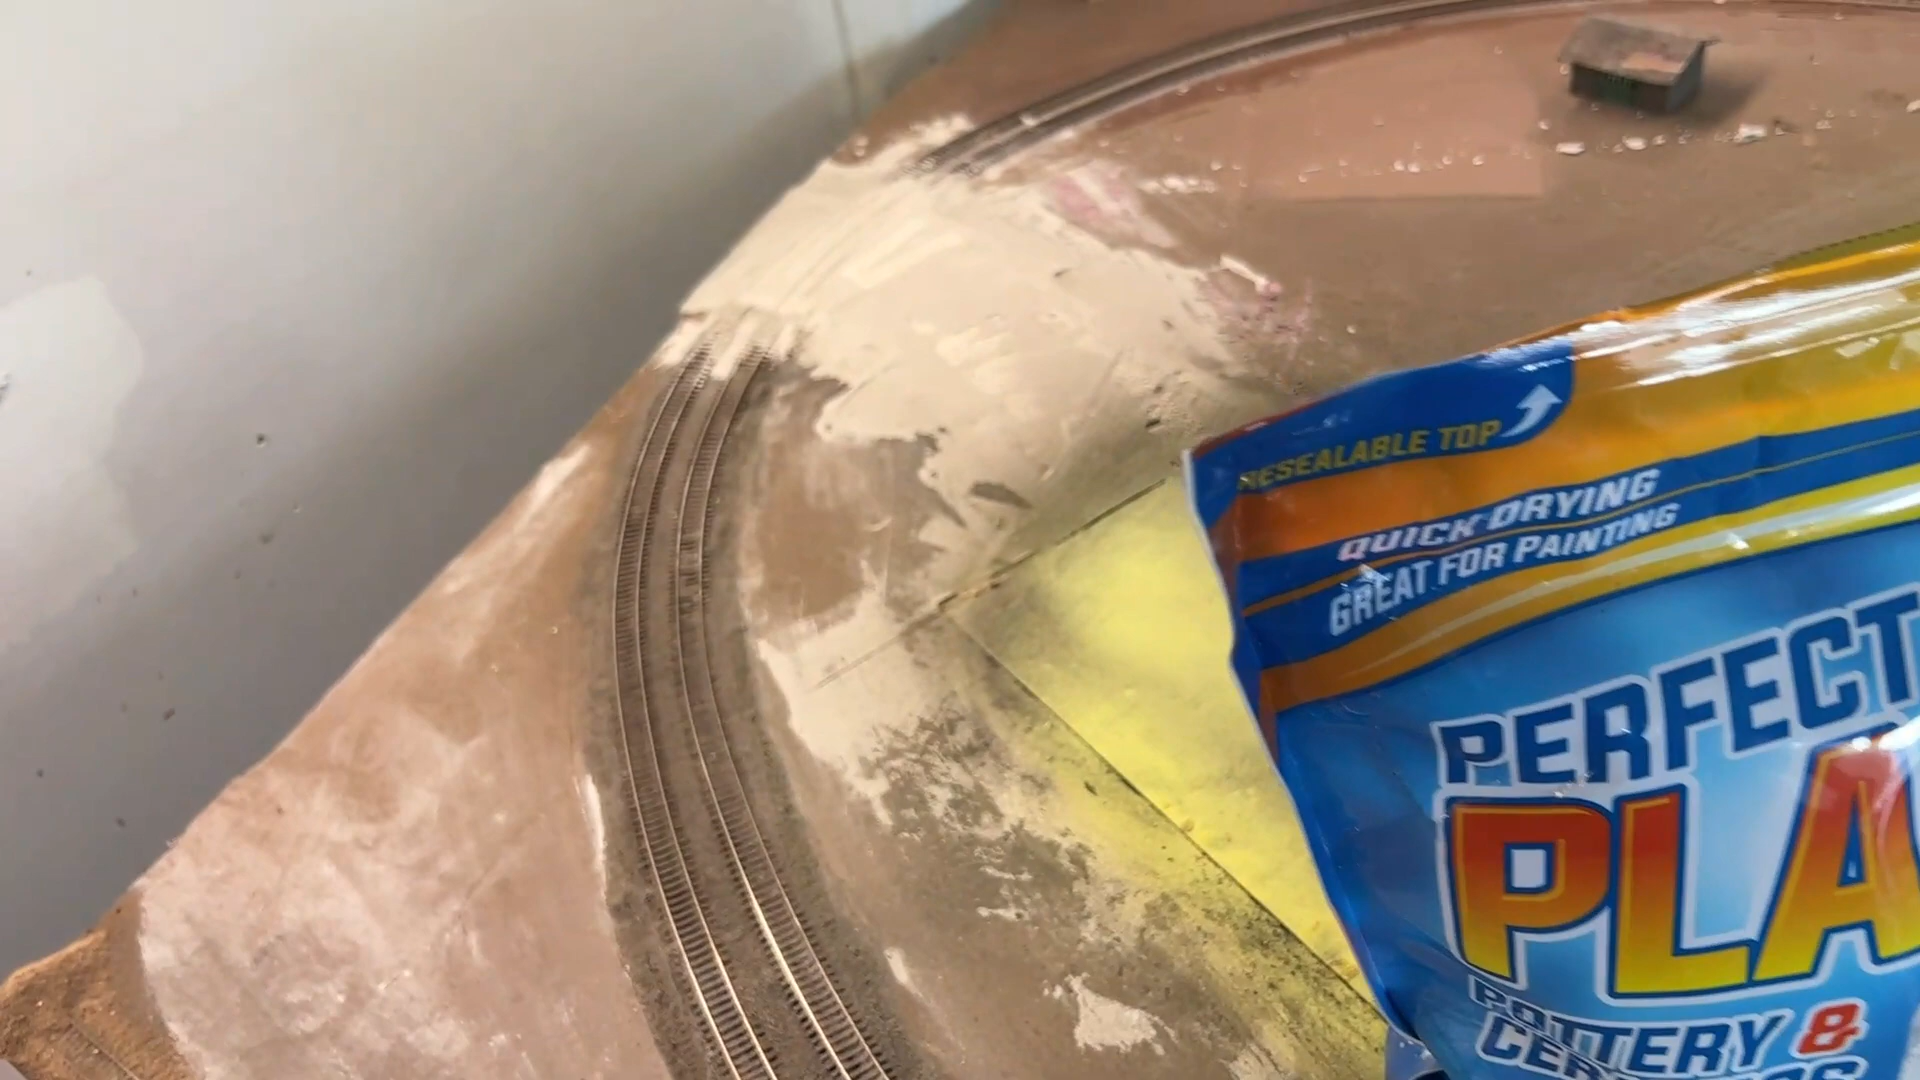 RESEALABLE TOP
QUICK DRYING
GREAT FOR PAINTING
PERFECT
PLA
POTTERY &